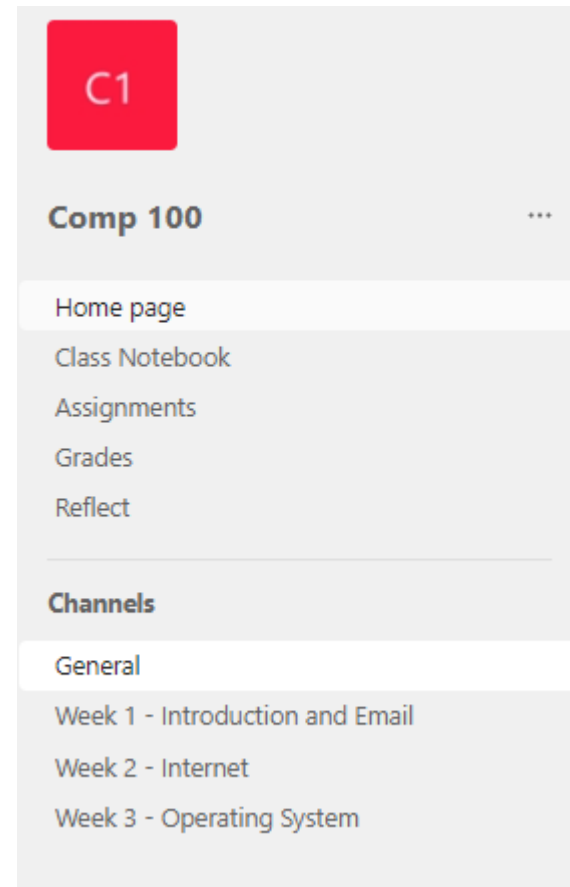 C1
Comp 100
Home page
Class Notebook
Assignments
Grades
Reflect
Channels
General
Week 1 - Introduction and Email
Week 2 - Internet
Week 3 - Operating System